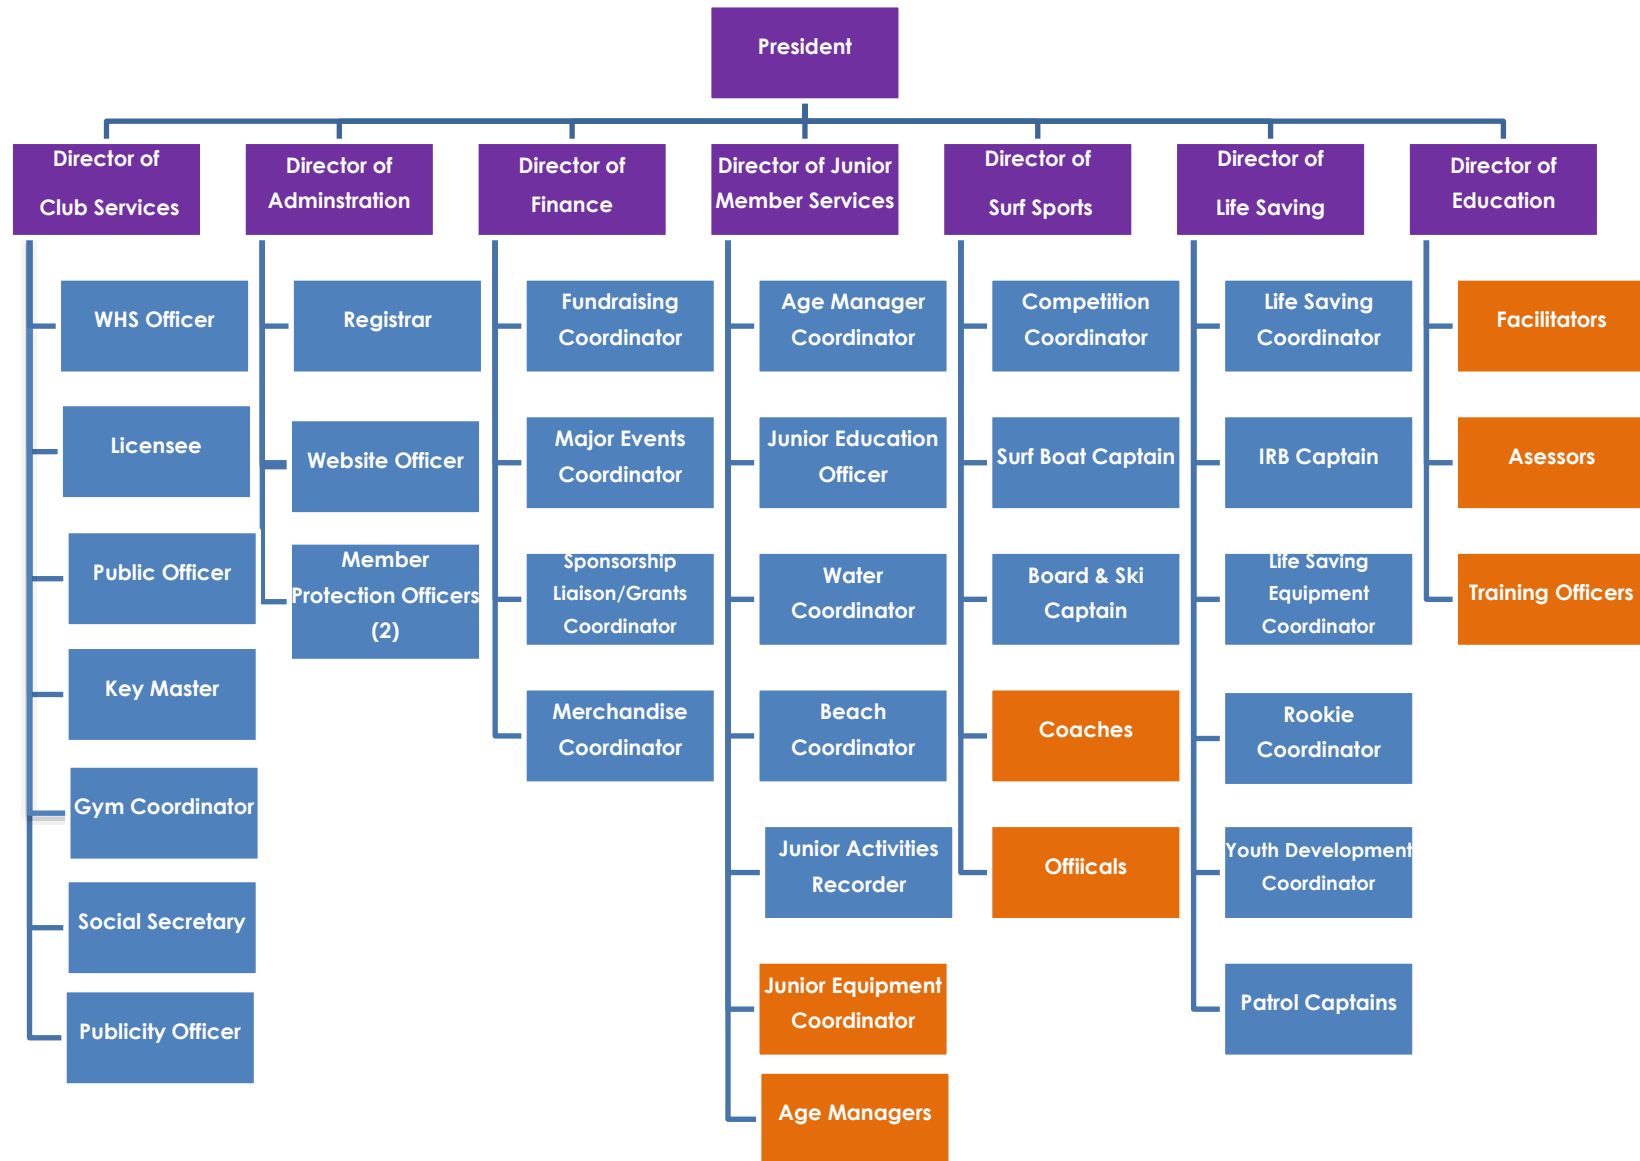 President
Director of
Club Services
Director of
Adminstration
Director of
Finance
Director of Junior
Member Services
Director of
Surf Sports
Director of
Life Saving
Director of
Education
WHS Officer
Licensee
Public Officer
Key Master
Gym Coordinator
Social Secretary
Publicity Officer
Registrar
Website Officer
Member
Protection Officers
(2)
Fundraising
Coordinator
Major Events
Coordinator
Sponsorship
Liaison/Grants
Coordinator
Merchandise
Coordinator
Age Manager
Coordinator
Junior Education
Officer
Water
Coordinator
Beach
Coordinator
Junior Activities
Recorder
Junior Equipment
Coordinator
Age Managers
Competition
Coordinator
Surf Boat Captain
Board & Ski
Captain
Coaches
Offiicals
Life Saving
Coordinator
IRB Captain
Life Saving
Equipment
Coordinator
Rookie
Coordinator
Youth Development
Coordinator
Patrol Captains
Facilitators
Asessors
Training Officers